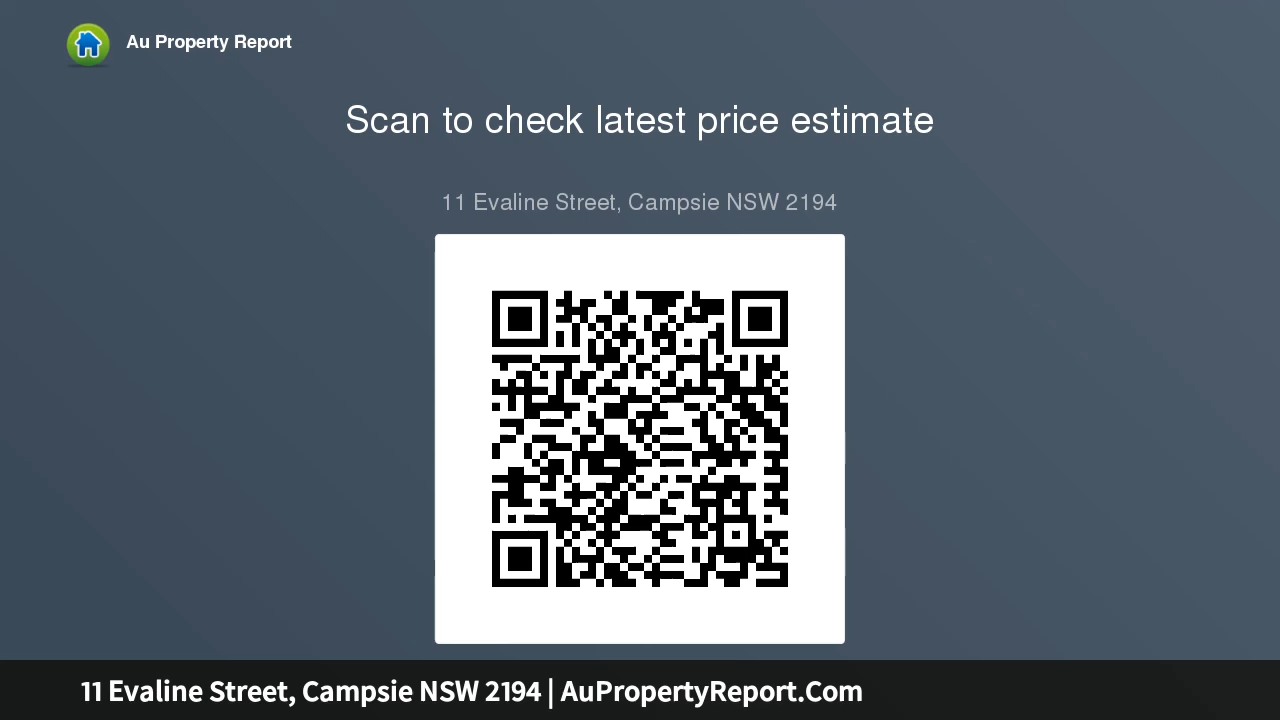 Au Property Report
Scan to check latest price estimate
11 Evaline Street, Campsie NSW 2194
11 Evaline Street, Campsie NSW 2194 | AuPropertyReport.Com